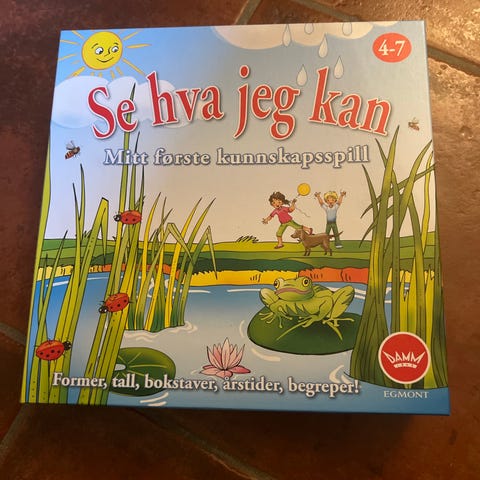 4-7
Se hva jeg kan
Mitt første kunnskapsspill
Former, tall, bokstaver, årstider, begreper!
DAMM
EGMONT